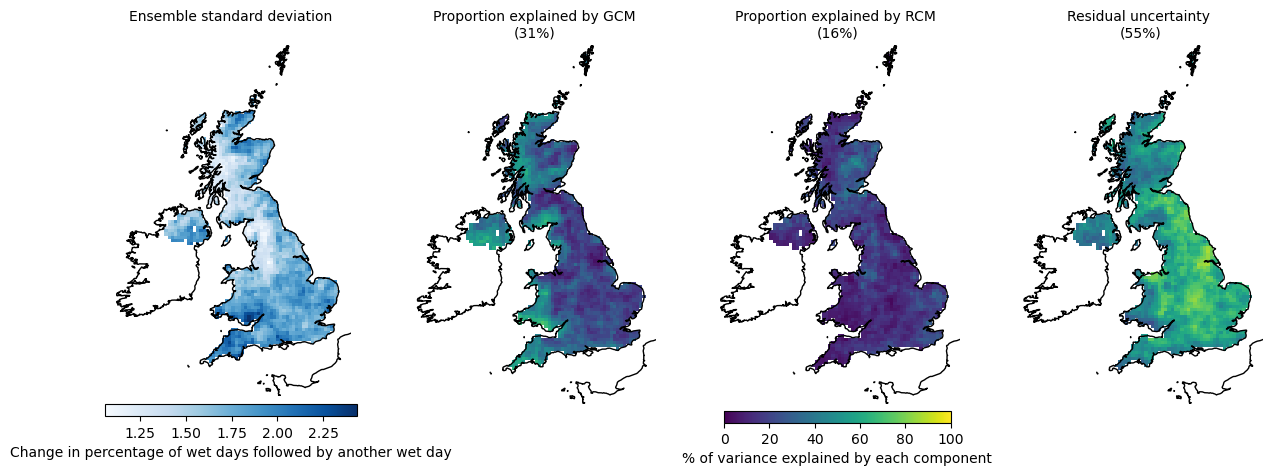 Ensemble standard deviation
Proportion explained by GCM
(31%)
Proportion explained by RCM
(16%)
Residual uncertainty
(55%)
1.25 1.50 1.75 2.00 2.25
Change in percentage of wet days followed by another wet day
0 20 40 60 80 100
% of variance explained by each component